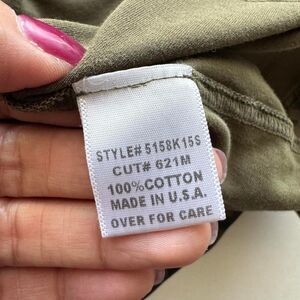 STYLE# 5158K15S
CUT# 621M
100%COTTON
MADE IN U.S.A.
OVER FOR CARE